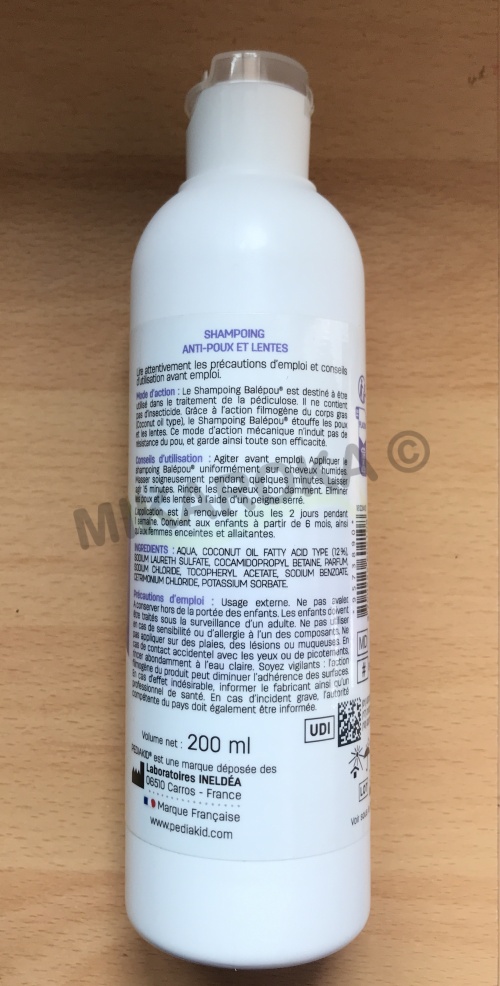 SHAMPOING
ANTI-POUX ET LENTES
Lire attentivement les précautions d'emploi et conseils
d'utilisation avant emploi.
Mode d'action : Le Shampoing Balépou® est destiné à être
utilisé dans le traitement de la pédiculose. Il ne contient
pas d'insecticide. Grâce à l'action filmogène du corps gras
(Coconut oil type), le Shampoing Balépou® étouffe les poux
et les lentes. Ce mode d'action mécanique n'induit pas de
résistance du pou, et garde ainsi toute son efficacité.
Conseils d'utilisation : Agiter avant emploi. Appliquer le
shampoing Balépou® uniformément sur cheveux humides.
Masser soigneusement pendant quelques minutes. Laisser
agir 15 minutes. Rincer les cheveux abondamment. Eliminer
les poux et les lentes à l'aide d'un peigne serré.
L'application est à renouveler tous les 2 jours pendant
1 semaine. Convient aux enfants à partir de 6 mois, ainsi
qu'aux femmes enceintes et allaitantes.
INGREDIENTS : AQUA, COCONUT OIL FATTY ACID TYPE (12%),
SODIUM LAURETH SULFATE, COCAMIDOPROPYL BETAINE, PARFUM,
SODIUM CHLORIDE, TOCOPHERYL ACETATE, SODIUM BENZOATE,
CETRIMONIUM CHLORIDE, POTASSIUM SORBATE.
Précautions d'emploi : Usage externe. Ne pas avaler.
A conserver hors de la portée des enfants. Les enfants doivent
être traités sous la surveillance d'un adulte. Ne pas utiliser
en cas de sensibilité ou d'allergie à l'un des composants. Ne
pas appliquer sur des plaies, des lésions ou muqueuses. En
cas de contact accidentel avec les yeux ou de picotements,
rincer abondamment à l'eau claire. Soyez vigilants : l'action
filmogène du produit peut diminuer l'adhérence des surfaces.
En cas d'effet indésirable, informer le fabricant ainsi qu'un
professionnel de santé. En cas d'incident grave, l'autorité
compétente du pays doit également être informée.
UDI
Volume net : 200 ml
PEDIAKID® est une marque déposée des
Laboratoires INELDÉA
06510 Carros - France
Marque Française
www.pediakid.com
MD